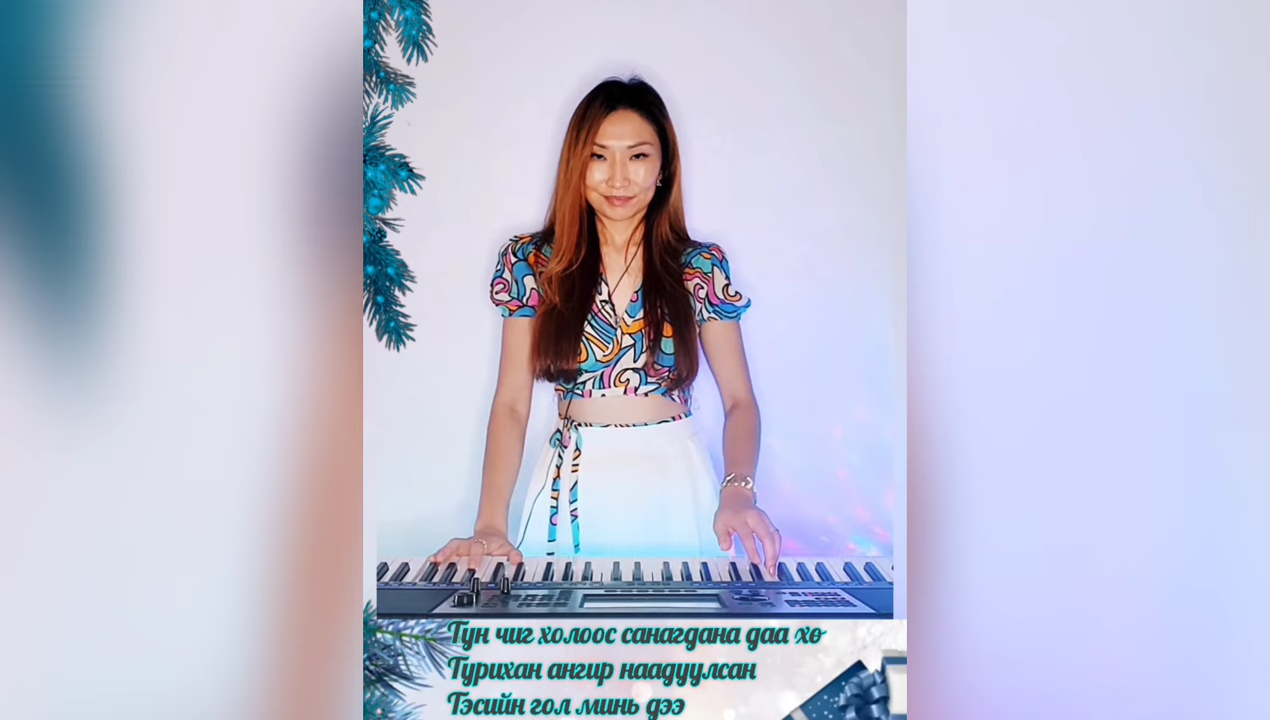 Тун чиг холоос санагдана даа хө
Турихан ангир наадуулсан
Тэсийн гол минь дээ